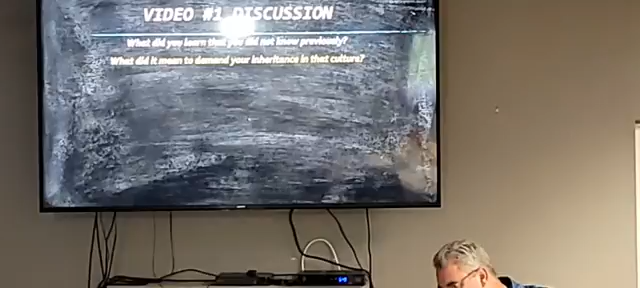 VIDEO #1 DISCUSSION
What did you learn that you did not know previously?
What did it mean to demand your inheritance in that culture?